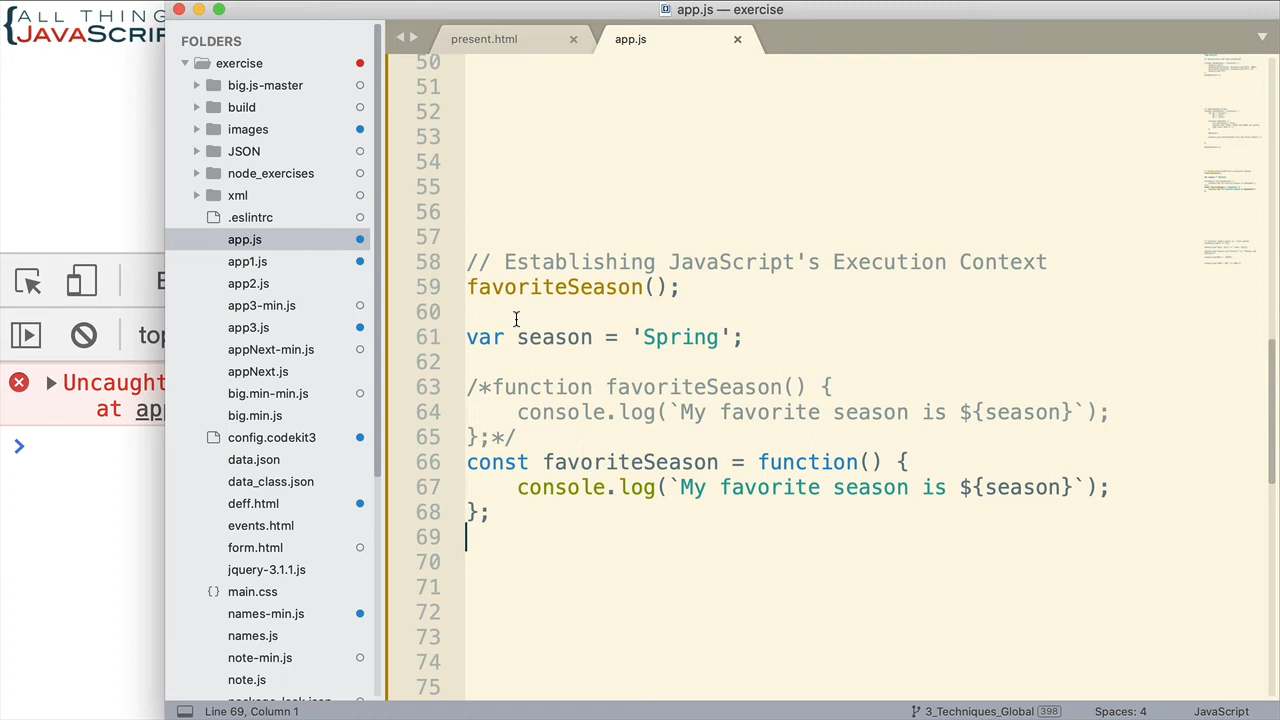 ALL THING
JAVASCRI
app.js — exercise
FOLDERS
exercise
big.js-master
build
images
JSON
node_exercises
xml
.eslintrc
app.js
app1.js
app2.js
app3-min.js
app3.js
appNext-min.js
appNext.js
big.min-min.js
big.min.js
config.codekit3
data.json
data_class.json
deff.html
events.html
form.html
jquery-3.1.1.js
main.css
names-min.js
names.js
note-min.js
note.js
present.html
app.js
50
51
52
53
54
55
56
57
58 // Establishing JavaScript's Execution Context
59 favoriteSeason();
60
61 var season = 'Spring';
62
63 /*function favoriteSeason() {
64 console.log(`My favorite season is ${season}`);
65 };*/
66 const favoriteSeason = function() {
67 console.log(`My favorite season is ${season}`);
68 };
69
70
71
72
73
74
75
top
Uncaught
at app
Line 69, Column 1
3_Techniques_Global 398
Spaces: 4
JavaScript